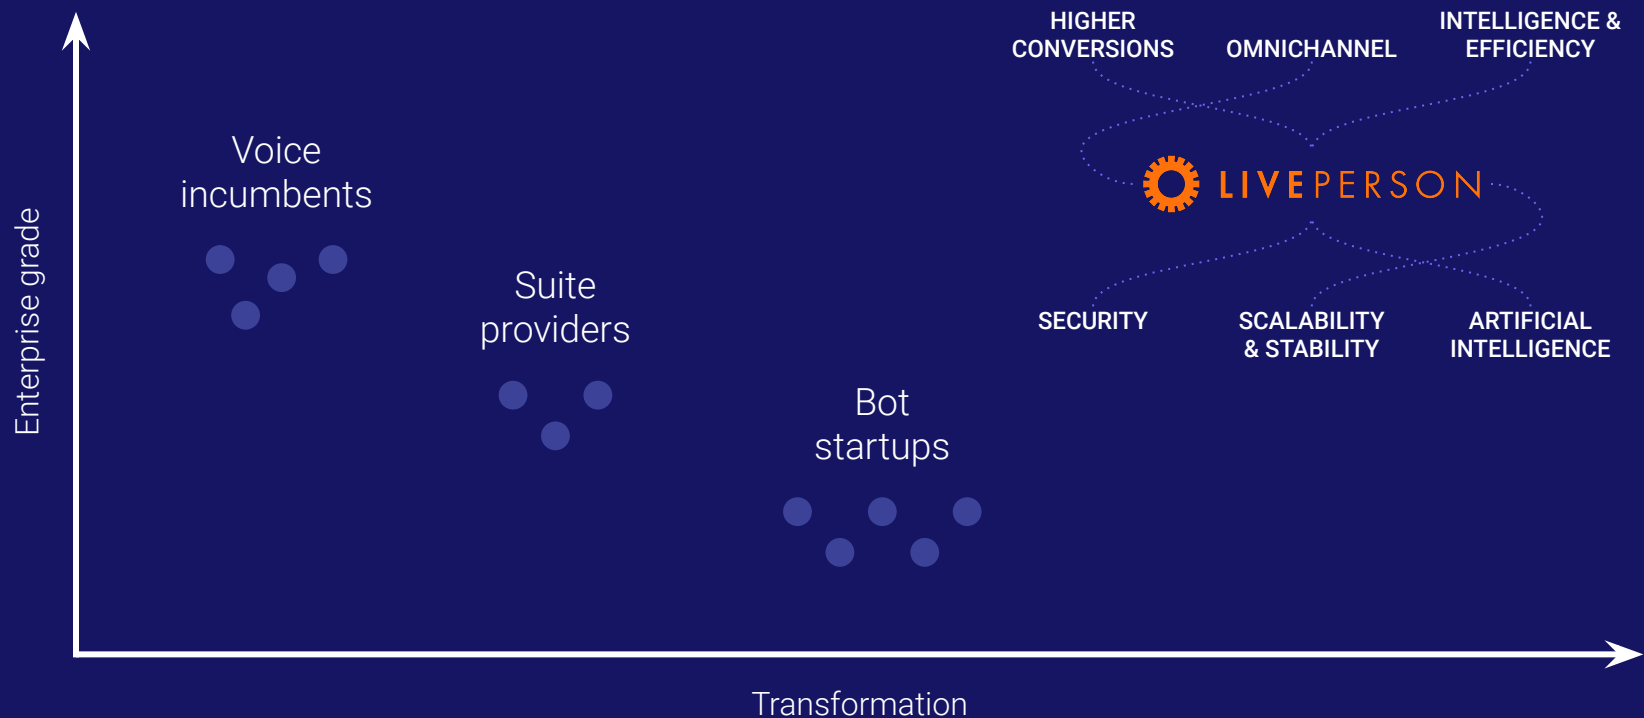 HIGHER
CONVERSIONS
OMNICHANNEL
INTELLIGENCE &
EFFICIENCY
Voice
incumbents
LIVEPERSON
Enterprise grade
Suite
providers
SECURITY
SCALABILITY
& STABILITY
ARTIFICIAL
INTELLIGENCE
Bot
startups
Transformation